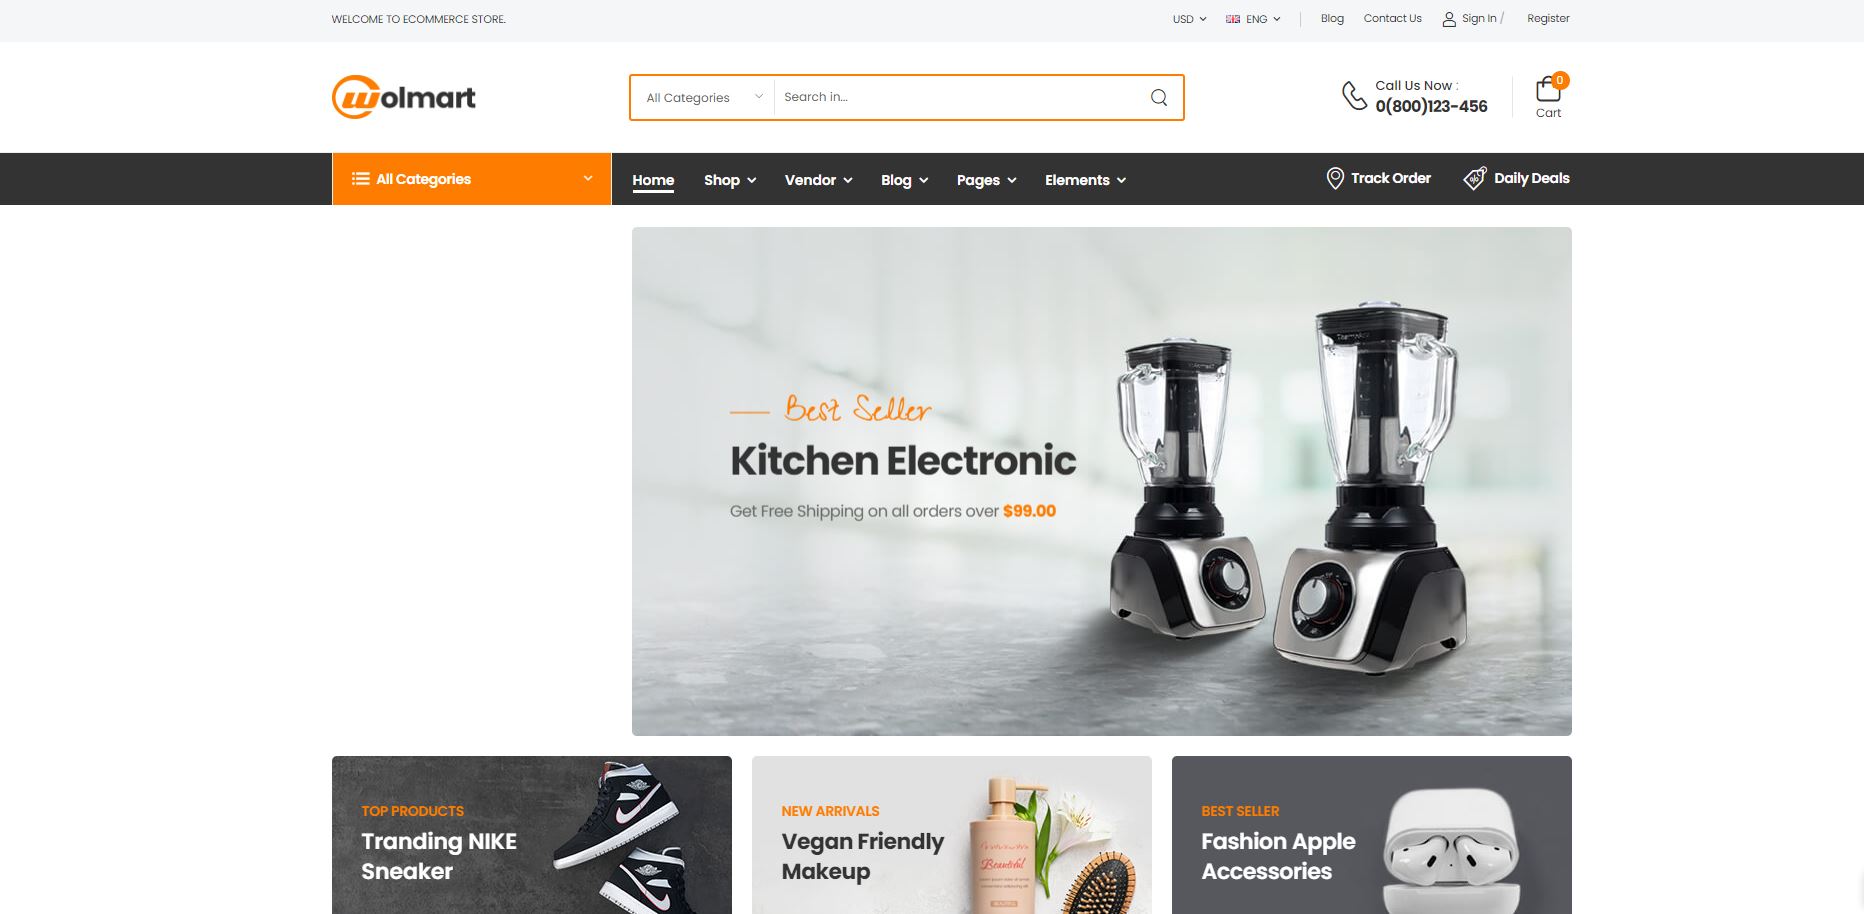 WELCOME TO ECOMMERCE STORE.
USD
ENG
Blog
Contact Us
Sign In /
Register
Wolmart
All Categories
Search in...
Call Us Now :
0(800)123-456
0
Cart
All Categories
Home
Shop
Vendor
Blog
Pages
Elements
Track Order
Daily Deals
Best Seller
Kitchen Electronic
Get Free Shipping on all orders over $99.00
TOP PRODUCTS
Tranding NIKE
Sneaker
NEW ARRIVALS
Vegan Friendly
Makeup
Beautiful
BEST SELLER
Fashion Apple
Accessories